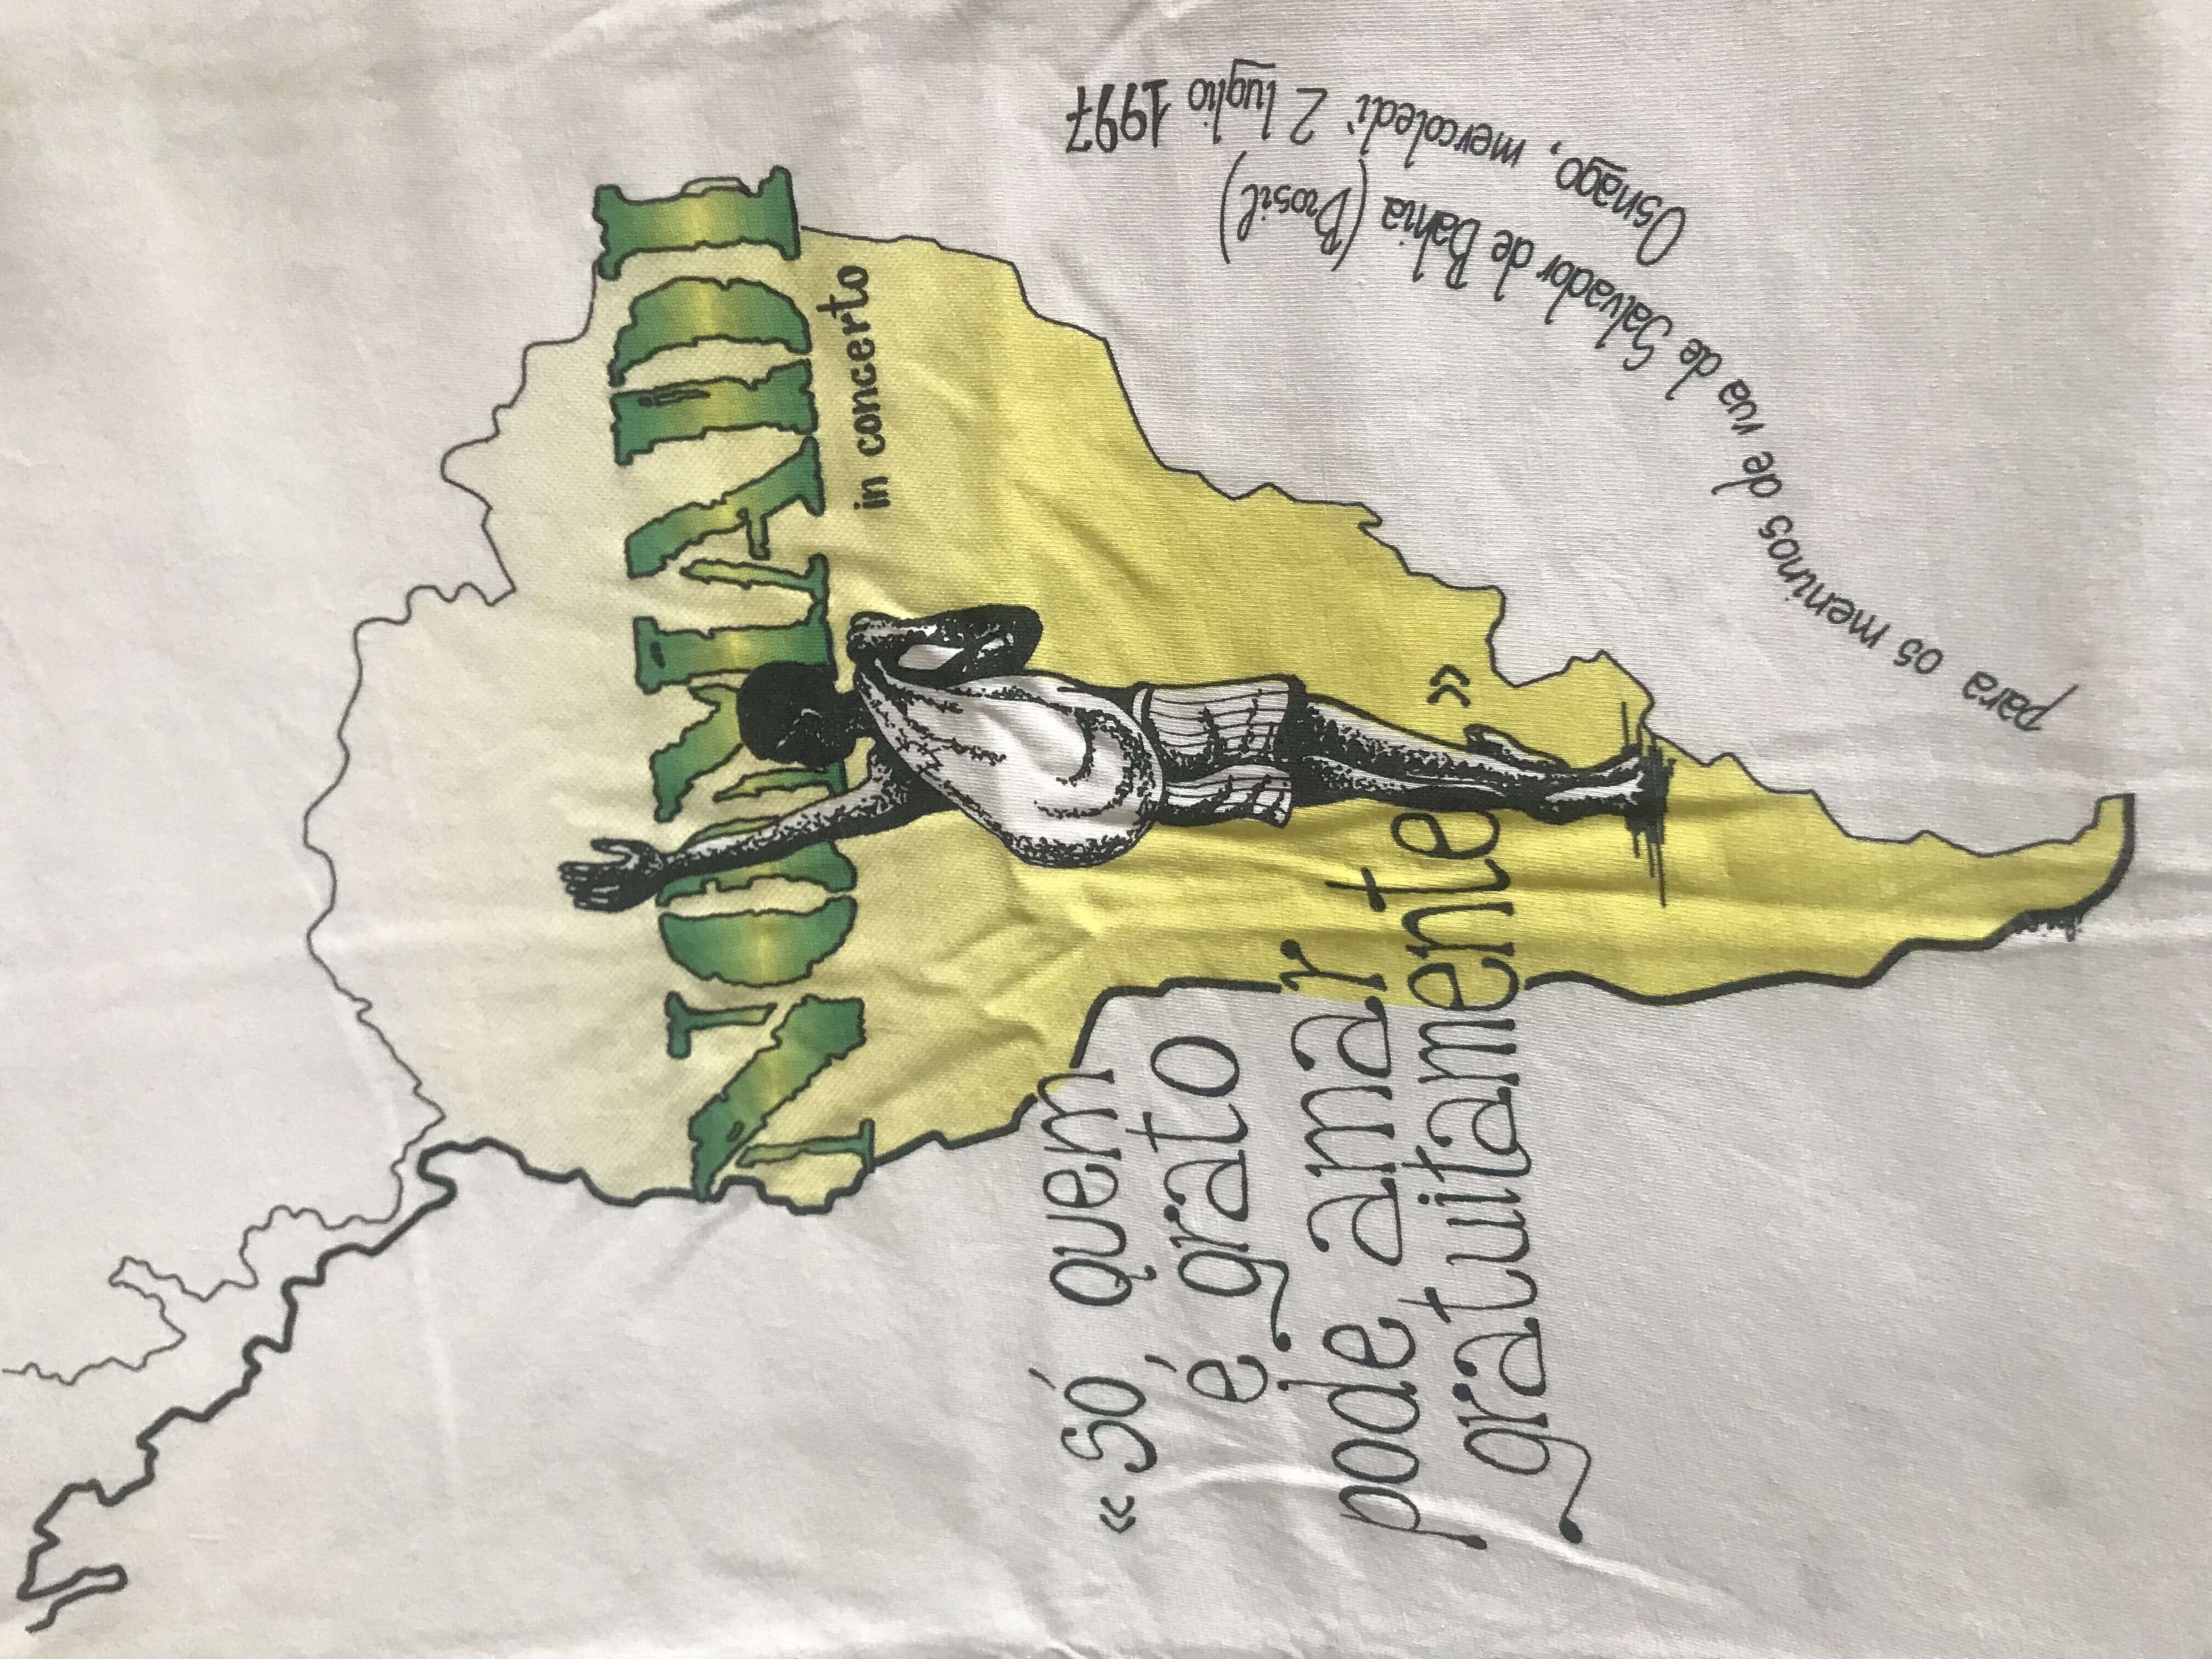 NOMADI
in concerto
«só quem
é grato
pode amar
gratuitamente»
para os meninos de rua de Salvador de Bahia (Brasil)
Osnago, mercoledì 2 luglio 1997